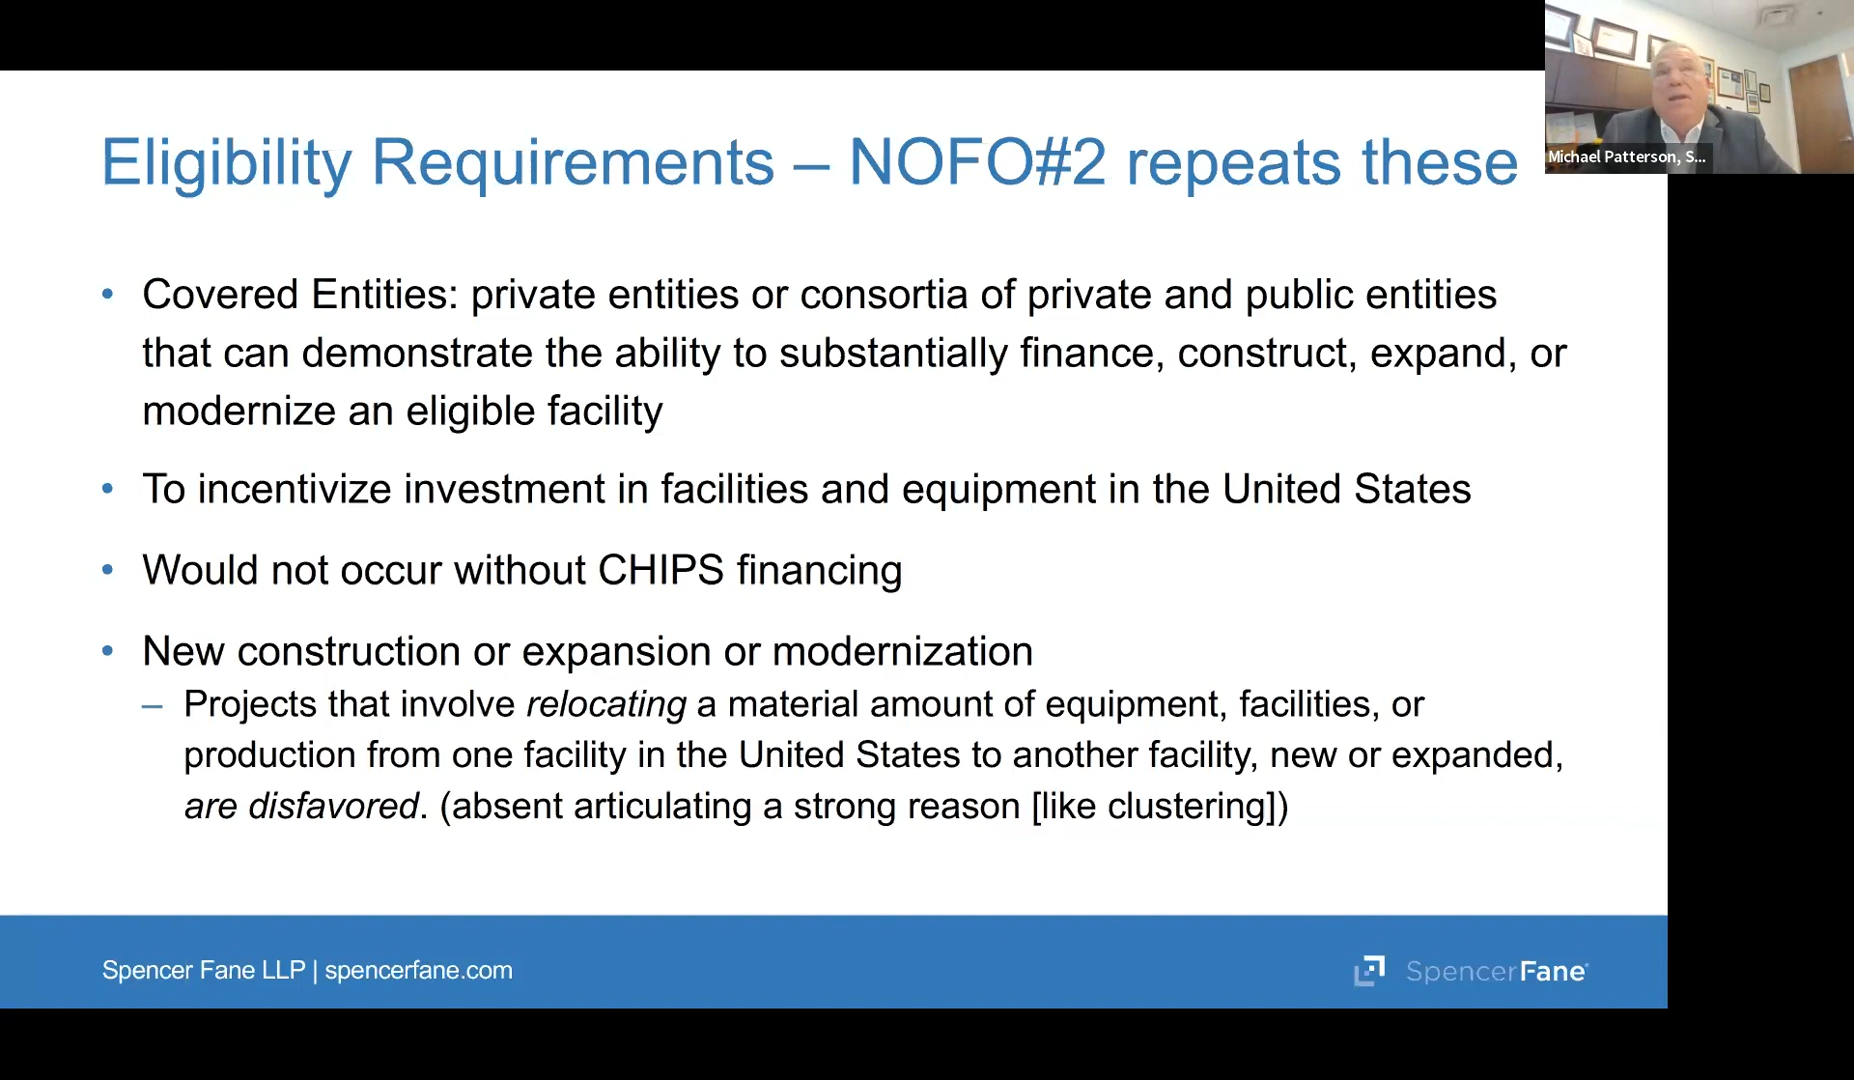 Eligibility Requirements – NOFO#2 repeats these
Michael Patterson, S...
• Covered Entities: private entities or consortia of private and public entities
that can demonstrate the ability to substantially finance, construct, expand, or
modernize an eligible facility
• To incentivize investment in facilities and equipment in the United States
• Would not occur without CHIPS financing
• New construction or expansion or modernization
– Projects that involve relocating a material amount of equipment, facilities, or
production from one facility in the United States to another facility, new or expanded,
are disfavored. (absent articulating a strong reason [like clustering])
Spencer Fane LLP | spencerfane.com
SpencerFane